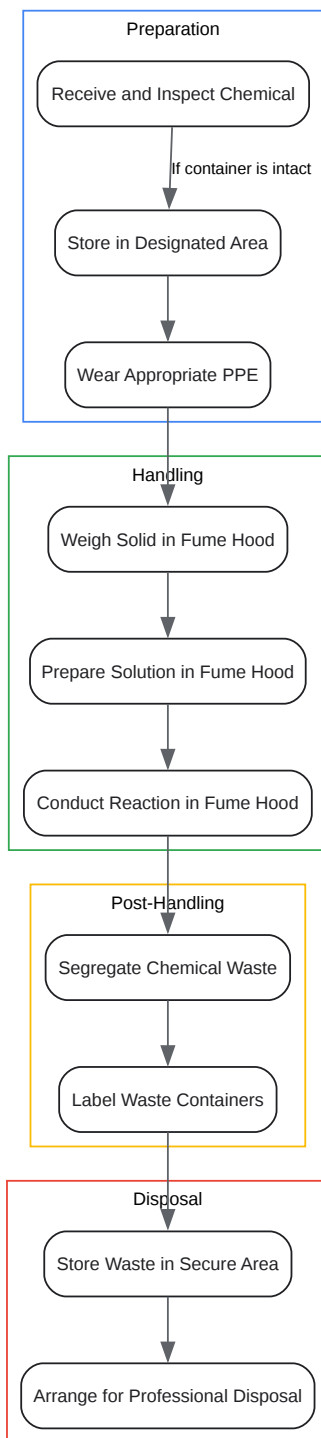 Preparation
Receive and Inspect Chemical
If container is intact
Store in Designated Area
Wear Appropriate PPE
Handling
Weigh Solid in Fume Hood
Prepare Solution in Fume Hood
Conduct Reaction in Fume Hood
Post-Handling
Segregate Chemical Waste
Label Waste Containers
Disposal
Store Waste in Secure Area
Arrange for Professional Disposal